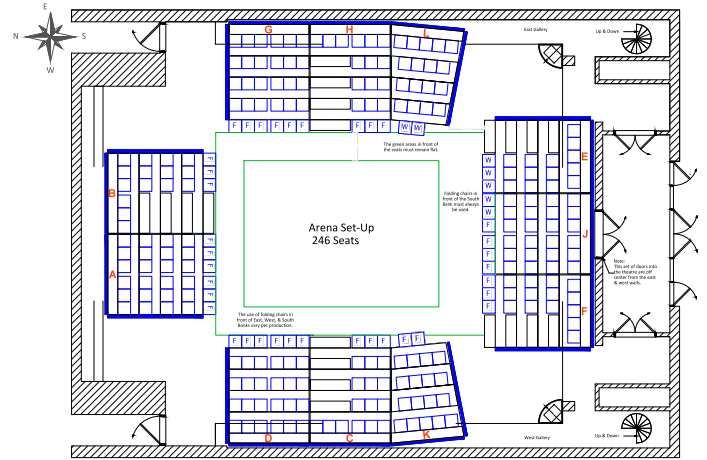 E
N S
W
G H L
East Gallery
Up & Down
F F F F F F F F F W W
The green areas in front of
the seats must remain flat.
B
F
F
F
E
W
W
W
Folding chairs in
front of the South
Bank must always
be used.
W
W
F
F
F
J
Arena Set-Up
246 Seats
A
F
F
F
F
F
F
F
F
Note:
This set of doors into
the theatre are off
center from the east
& west walls.
The use of folding chairs in
front of East, West, & South
Banks vary per production.
F F F F F F F F F F F
D C K
West Gallery
Up & Down